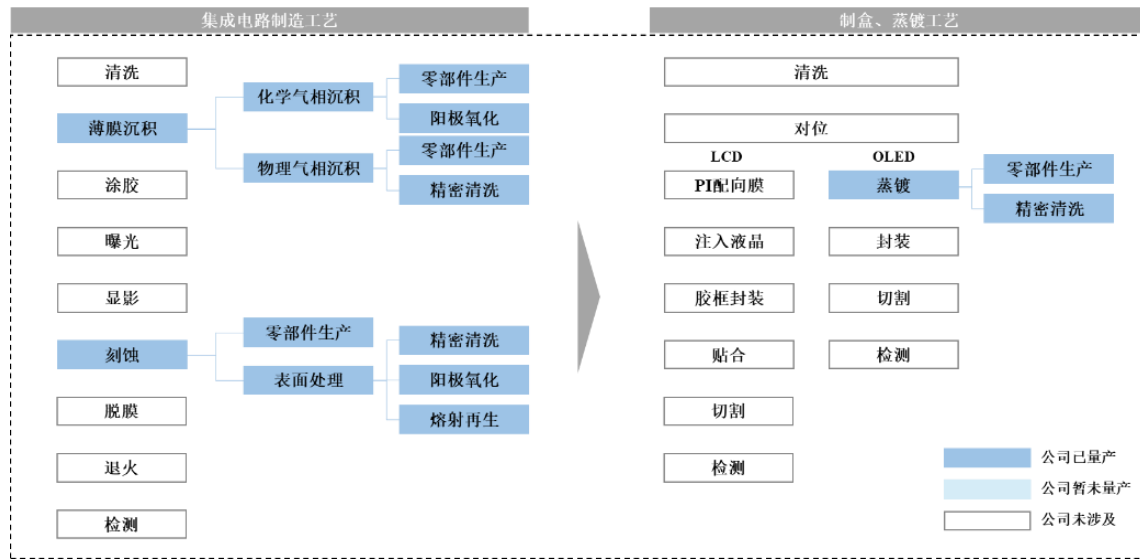 集成电路制造工艺
清洗
薄膜沉积
化学气相沉积
零部件生产
阳极氧化
物理气相沉积
零部件生产
精密清洗
涂胶
曝光
显影
刻蚀
零部件生产
表面处理
精密清洗
阳极氧化
熔射再生
脱膜
退火
检测
制盒、蒸镀工艺
清洗
对位
LCD
PI配向膜
注入液晶
胶框封装
贴合
切割
检测
OLED
蒸镀
零部件生产
精密清洗
封装
切割
检测
公司已量产
公司暂未量产
公司未涉及